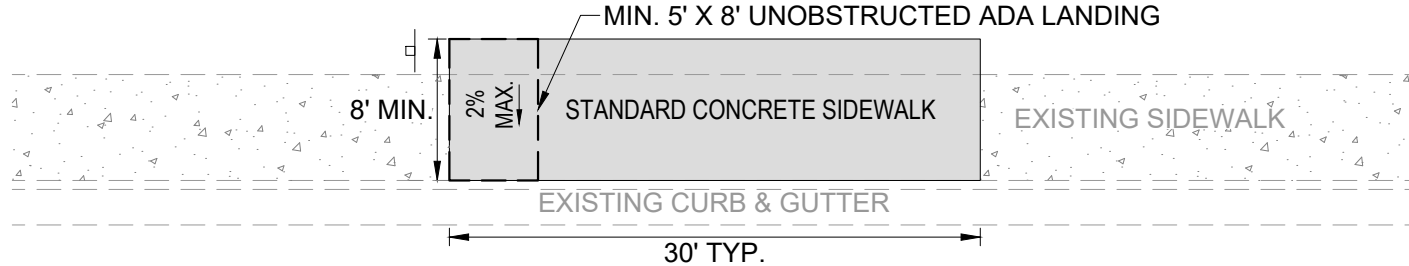 MIN. 5' X 8' UNOBSTRUCTED ADA LANDING
8' MIN.
2%
MAX.
STANDARD CONCRETE SIDEWALK
EXISTING SIDEWALK
EXISTING CURB & GUTTER
30' TYP.